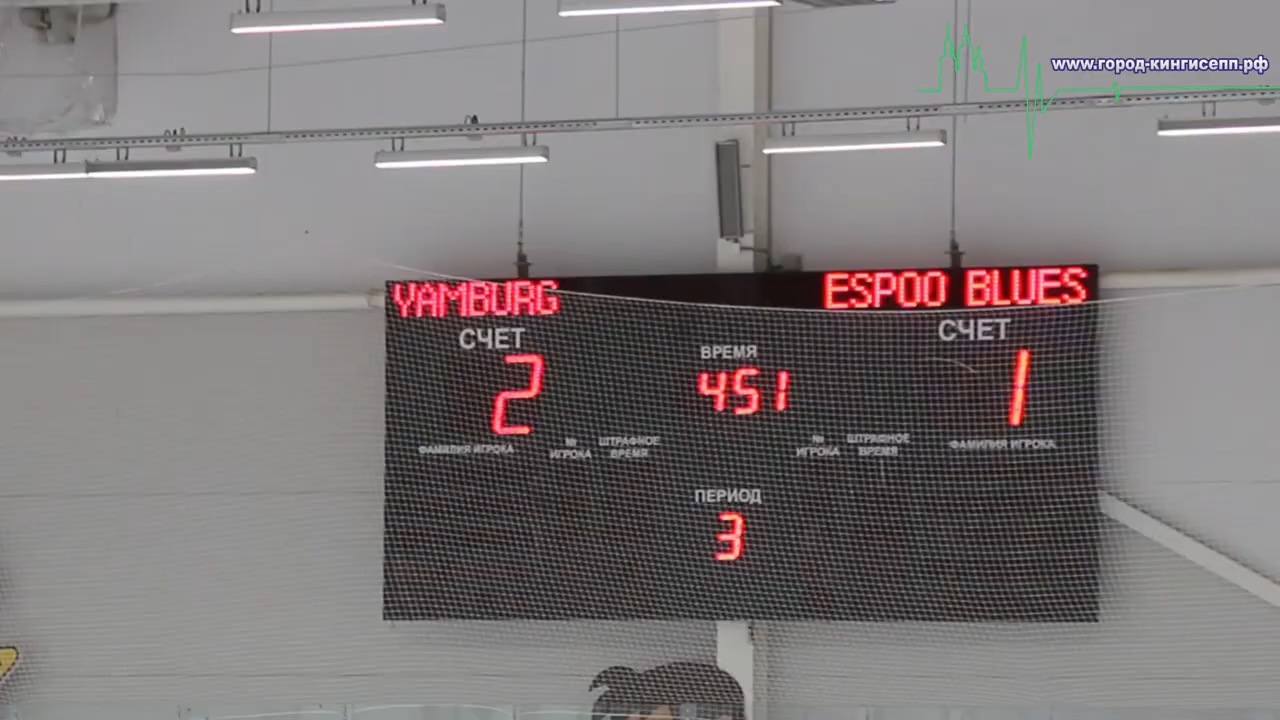 www.город-кингисепп.рф
YAMBURG ESPOO BLUES
СЧЕТ СЧЕТ
ВРЕМЯ
2 451 1
ФАМИЛИЯ ИГРОКА № ИГРОКА ШТРАФНОЕ ВРЕМЯ № ИГРОКА ШТРАФНОЕ ВРЕМЯ ФАМИЛИЯ ИГРОКА
ПЕРИОД
3